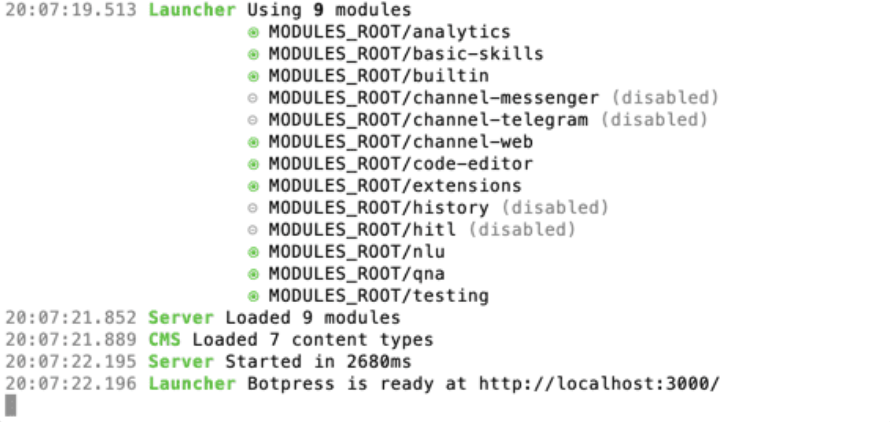 20:07:19.513 Launcher Using 9 modules
◉ MODULES_ROOT/analytics
◉ MODULES_ROOT/basic-skills
◉ MODULES_ROOT/builtin
⊝ MODULES_ROOT/channel-messenger (disabled)
⊝ MODULES_ROOT/channel-telegram (disabled)
◉ MODULES_ROOT/channel-web
◉ MODULES_ROOT/code-editor
◉ MODULES_ROOT/extensions
⊝ MODULES_ROOT/history (disabled)
⊝ MODULES_ROOT/hitl (disabled)
◉ MODULES_ROOT/nlu
◉ MODULES_ROOT/qna
◉ MODULES_ROOT/testing
20:07:21.852 Server Loaded 9 modules
20:07:21.889 CMS Loaded 7 content types
20:07:22.195 Server Started in 2680ms
20:07:22.196 Launcher Botpress is ready at http://localhost:3000/